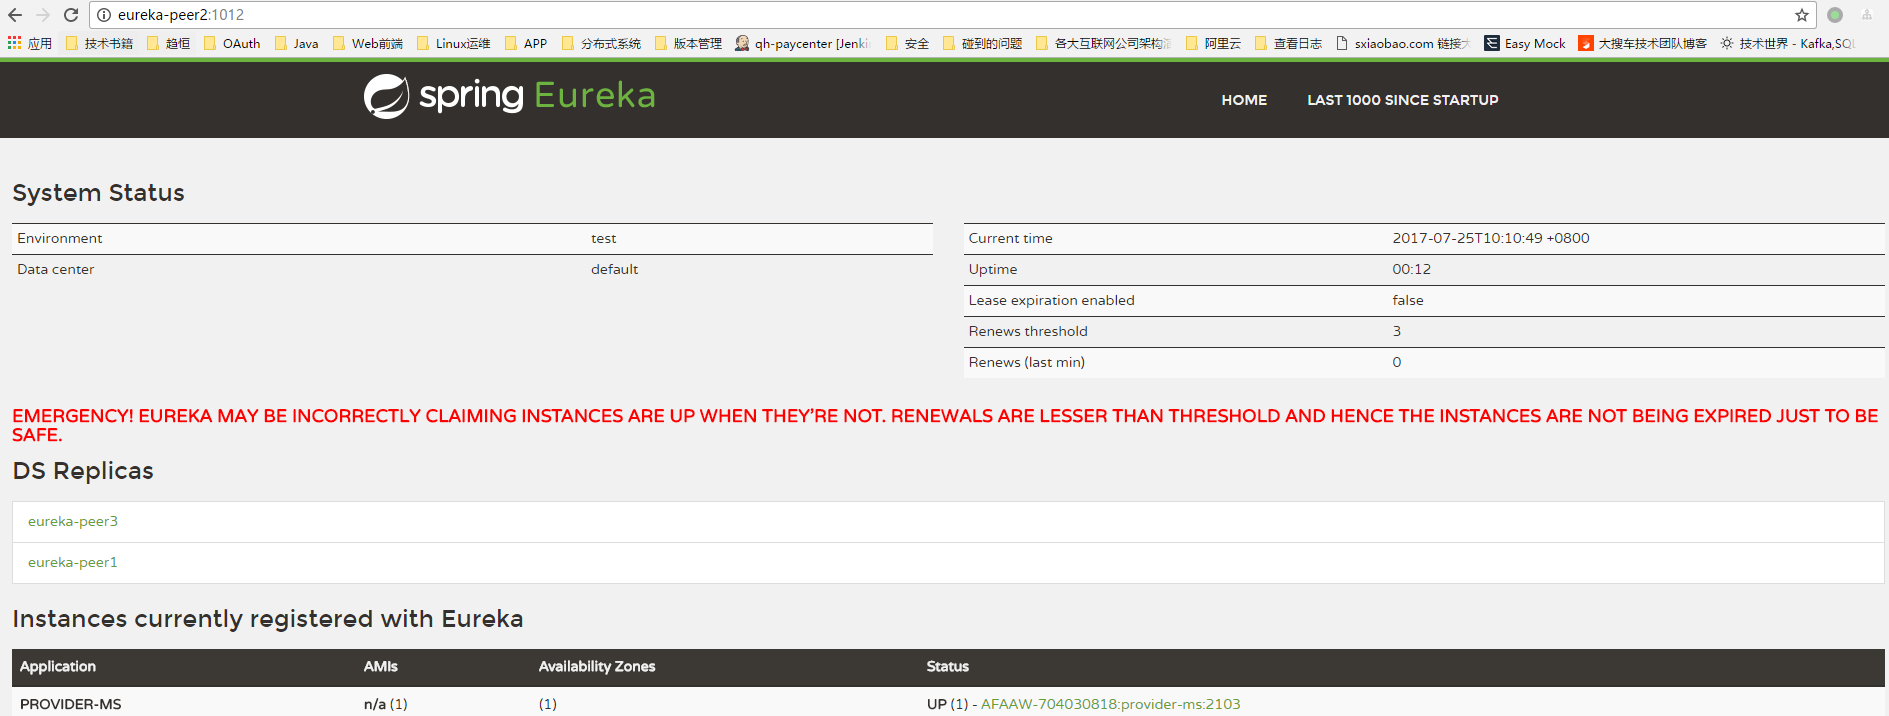 eureka-peer2:1012
应用 技术书籍 趋恒 OAuth Java Web前端 Linux运维 APP 分布式系统 版本管理 qh-paycenter [Jenki 安全 碰到的问题 各大互联网公司架构 阿里云 查看日志 sxiaobao.com 链接 Easy Mock 大搜车技术团队博客 技术世界 - Kafka,SQL
spring Eureka
HOME LAST 1000 SINCE STARTUP
System Status
Environment test Current time 2017-07-25T10:10:49 +0800
Data center default Uptime 00:12
Lease expiration enabled false
Renews threshold 3
Renews (last min) 0
EMERGENCY! EUREKA MAY BE INCORRECTLY CLAIMING INSTANCES ARE UP WHEN THEY'RE NOT. RENEWALS ARE LESSER THAN THRESHOLD AND HENCE THE INSTANCES ARE NOT BEING EXPIRED JUST TO BE
SAFE.
DS Replicas
eureka-peer3
eureka-peer1
Instances currently registered with Eureka
Application AMIs Availability Zones Status
PROVIDER-MS n/a (1) (1) UP (1) - AFAAW-704030818:provider-ms:2103